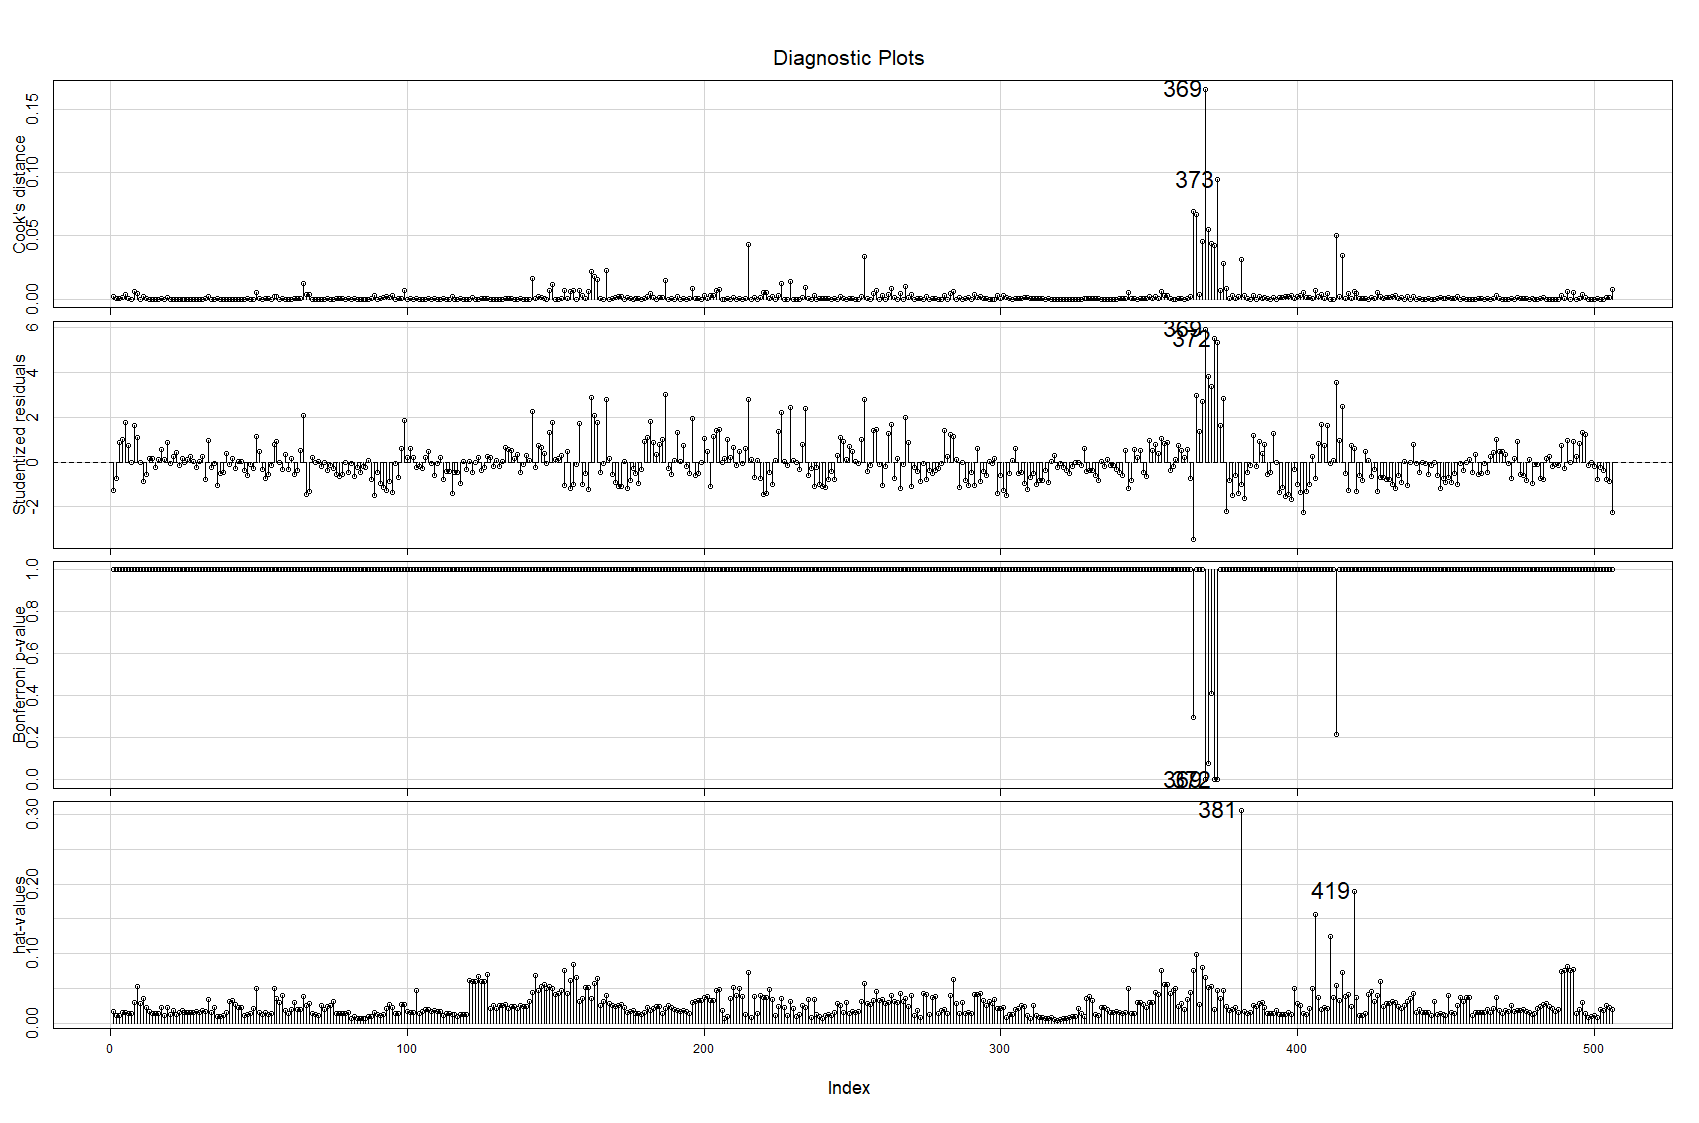 Diagnostic Plots
Cook's distance
0.00 0.05 0.10 0.15
369
373
Studentized residuals
-2 0 2 4 6
369
372
Bonferroni p-value
0.0 0.2 0.4 0.6 0.8 1.0
369
372
hat-values
0.00 0.10 0.20 0.30
381
419
0 100 200 300 400 500
Index